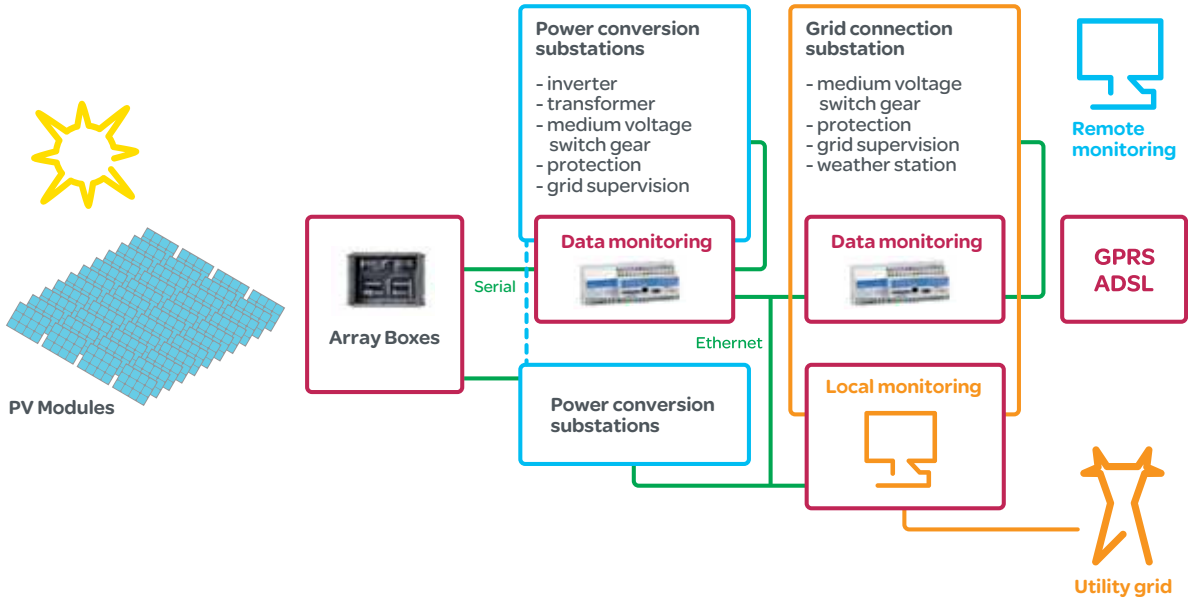 Power conversion
substations
- inverter
- transformer
- medium voltage
switch gear
- protection
- grid supervision
Grid connection
substation
- medium voltage
switch gear
- protection
- grid supervision
- weather station
Remote
monitoring
Data monitoring
Data monitoring
GPRS
ADSL
Serial
Array Boxes
Ethernet
PV Modules
Power conversion
substations
Local monitoring
Utility grid